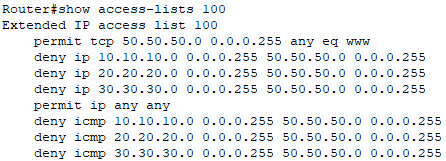 Router#show access-lists 100
Extended IP access list 100
permit tcp 50.50.50.0 0.0.0.255 any eq www
deny ip 10.10.10.0 0.0.0.255 50.50.50.0 0.0.0.255
deny ip 20.20.20.0 0.0.0.255 50.50.50.0 0.0.0.255
deny ip 30.30.30.0 0.0.0.255 50.50.50.0 0.0.0.255
permit ip any any
deny icmp 10.10.10.0 0.0.0.255 50.50.50.0 0.0.0.255
deny icmp 20.20.20.0 0.0.0.255 50.50.50.0 0.0.0.255
deny icmp 30.30.30.0 0.0.0.255 50.50.50.0 0.0.0.255